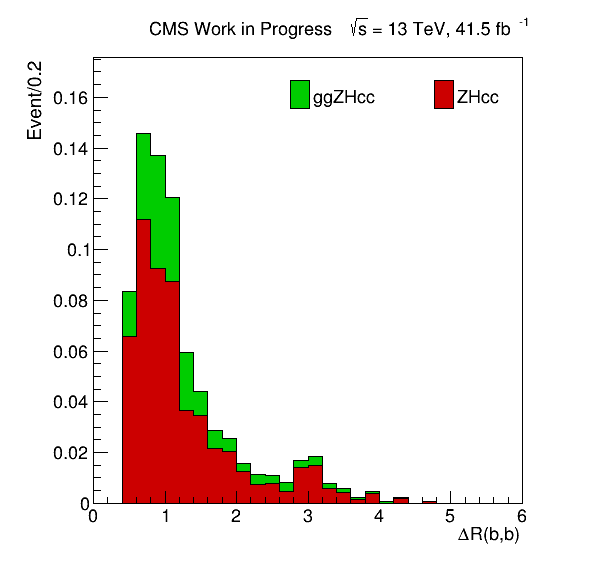 CMS Work in Progress √s = 13 TeV, 41.5 fb⁻¹
Event/0.2
ggZHcc ZHcc
0.16
0.14
0.12
0.1
0.08
0.06
0.04
0.02
0
0 1 2 3 4 5 6
ΔR(b,b)